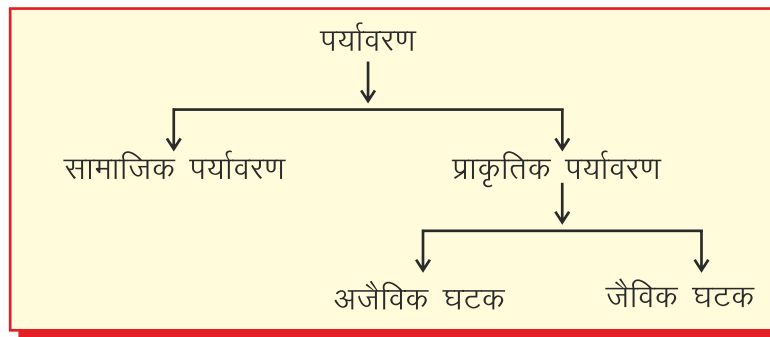 पर्यावरण
सामाजिक पर्यावरण
प्राकृतिक पर्यावरण
अजैविक घटक
जैविक घटक